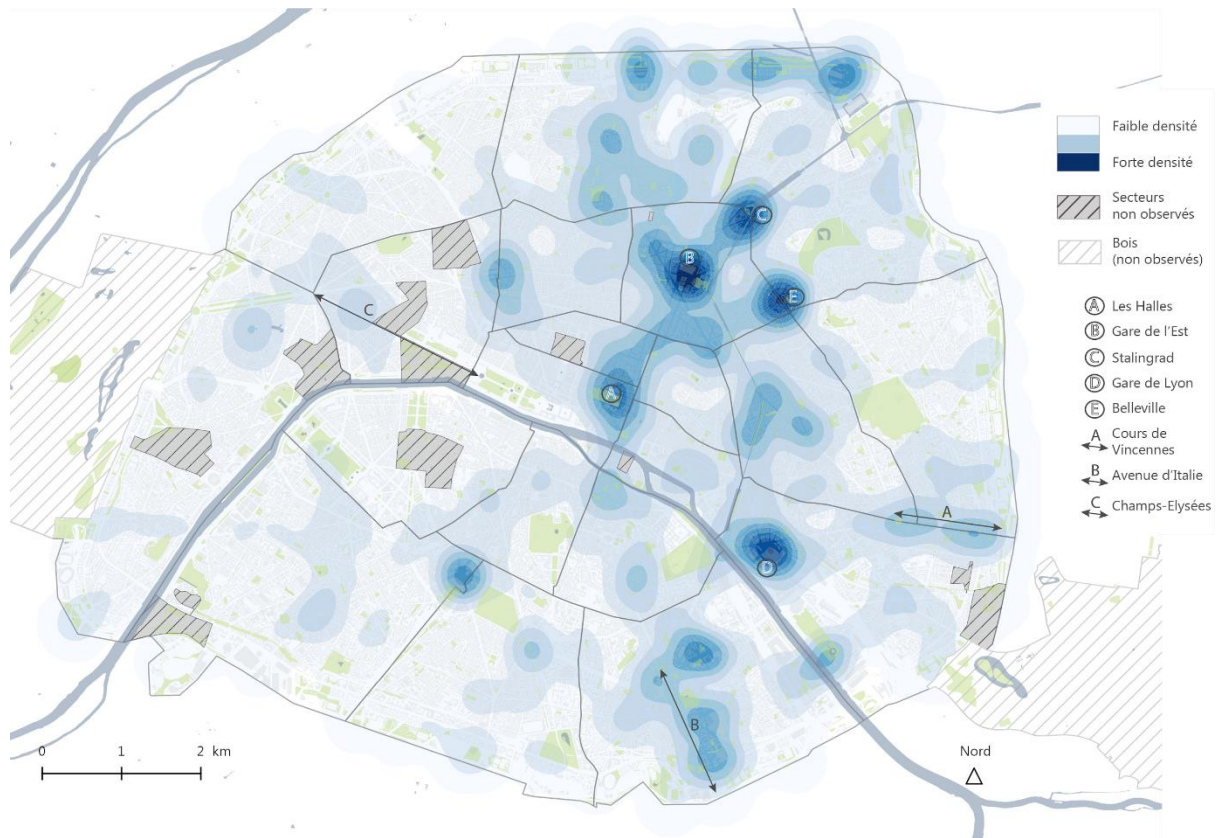 Faible densité
Forte densité
Secteurs
non observés
Bois
(non observés)
A Les Halles
B Gare de l'Est
C Stalingrad
D Gare de Lyon
E Belleville
A Cours de
Vincennes
B Avenue d'Italie
C Champs-Elysées
C
B
E
C
A
A
D
B
0 1 2 km
Nord